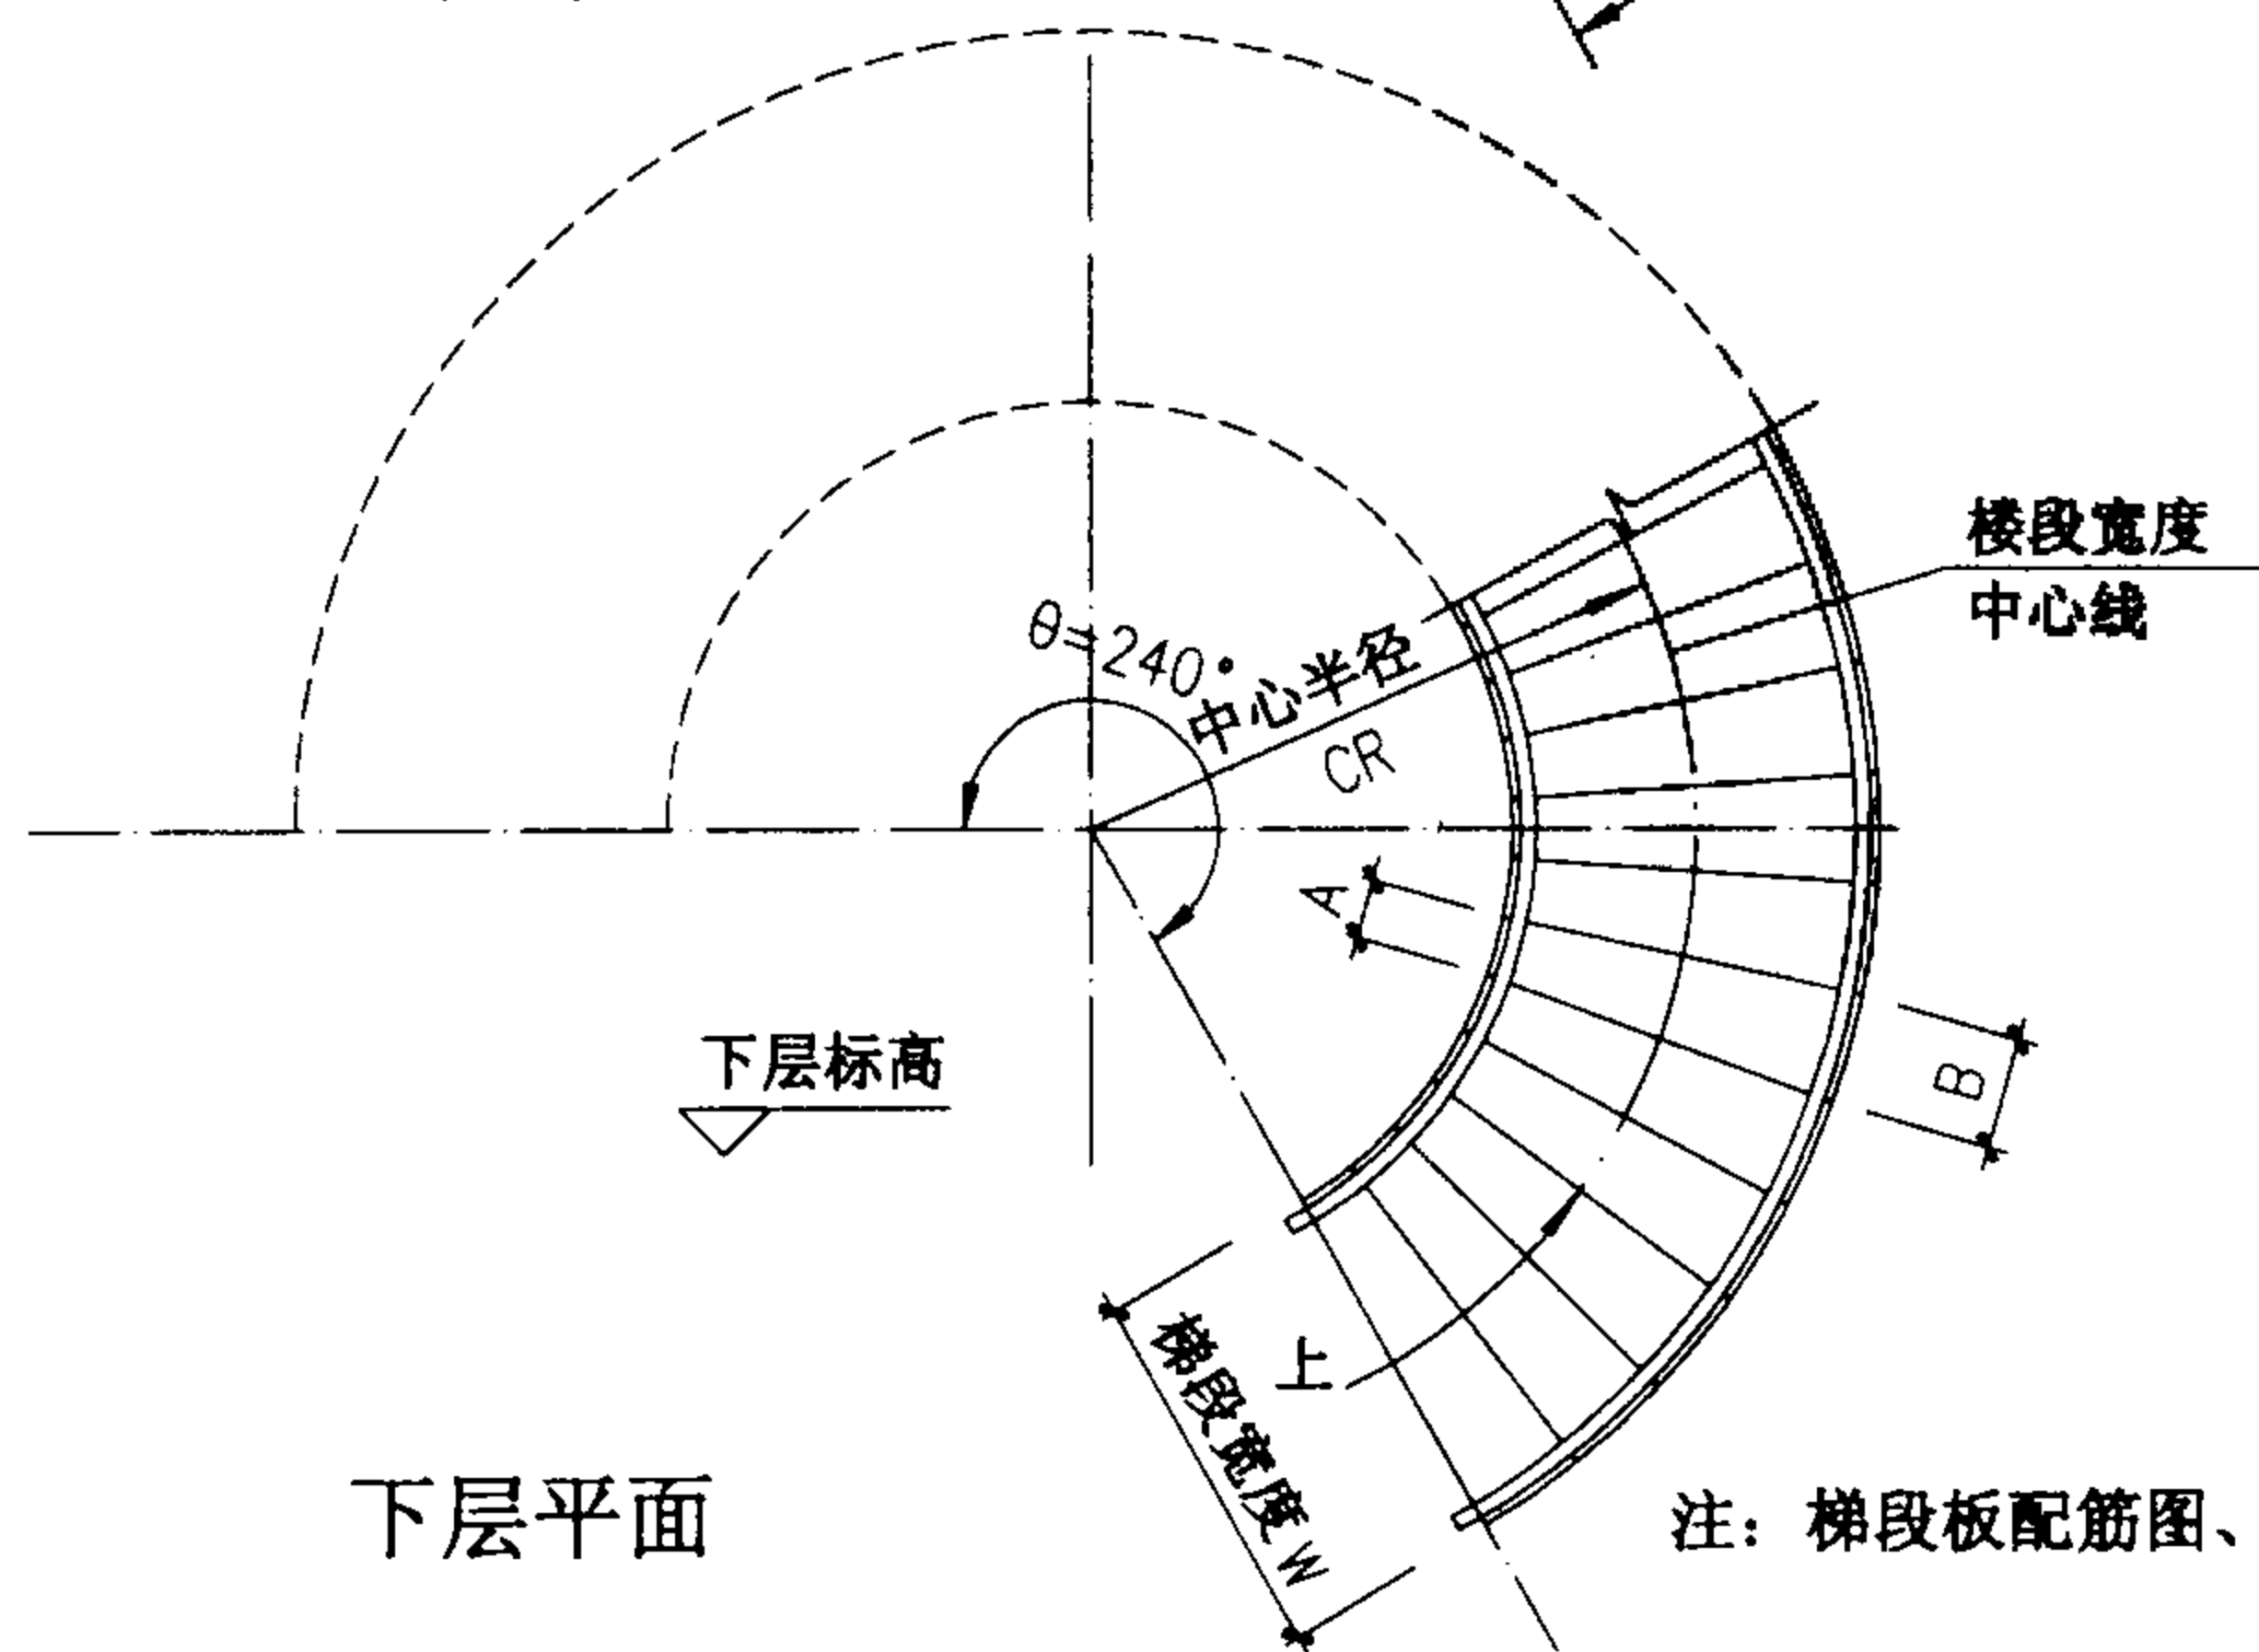 楼段宽度
中心线
θ=240°
中心半径
CR
A
B
下层标高
上
梯段宽度W
下层平面
注：梯段板配筋图、